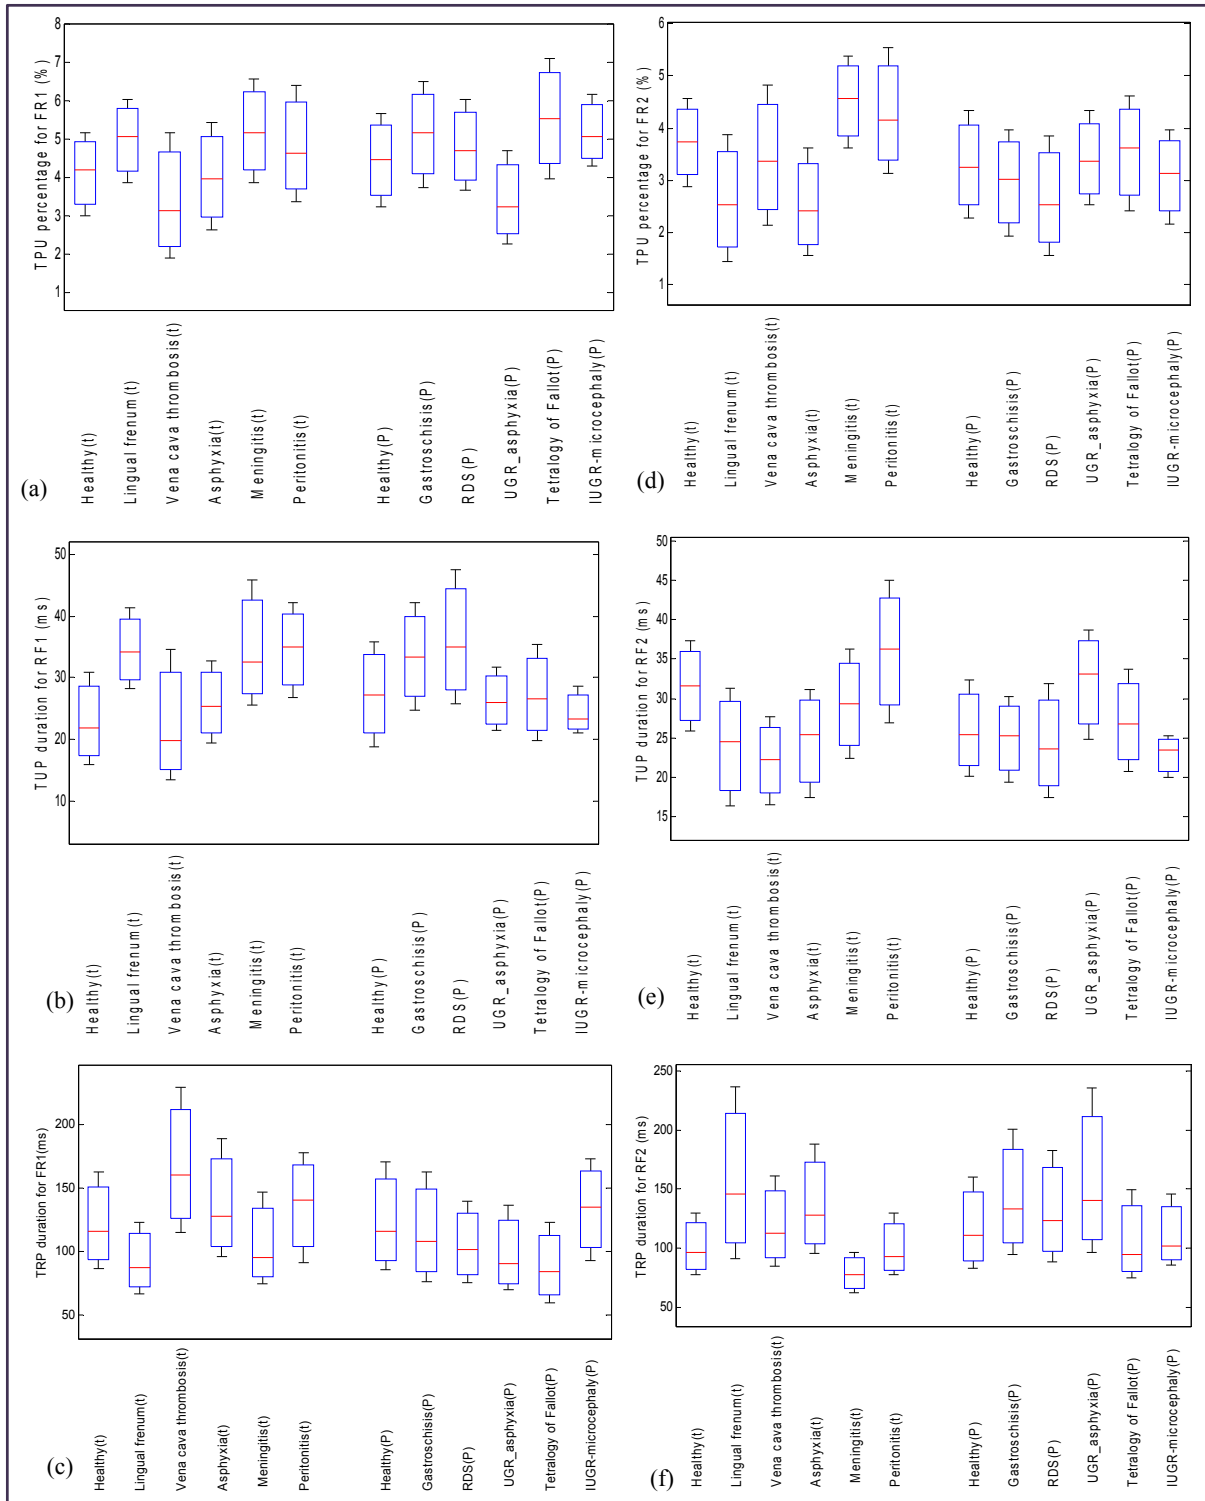 TPU percentage for FR1 (%)
8
7
6
5
4
3
2
1
Healthy(t)
Lingual frenum(t)
Vena cava thrombosis(t)
Asphyxia(t)
Meningitis(t)
Peritonitis(t)
Healthy(P)
Gastroschisis(P)
RDS(P)
UGR_asphyxia(P)
Tetralogy of Fallot(P)
IUGR-microcephaly(P)
(a)
TPU percentage for FR2 (%)
6
5
4
3
2
1
Healthy(t)
Lingual frenum(t)
Vena cava thrombosis(t)
Asphyxia(t)
Meningitis(t)
Peritonitis(t)
Healthy(P)
Gastroschisis(P)
RDS(P)
UGR_asphyxia(P)
Tetralogy of Fallot(P)
IUGR-microcephaly(P)
(d)
TUP duration for RF1 (ms)
50
40
30
20
10
Healthy(t)
Lingual frenum(t)
Vena cava thrombosis(t)
Asphyxia(t)
Meningitis(t)
Peritonitis(t)
Healthy(P)
Gastroschisis(P)
RDS(P)
UGR_asphyxia(P)
Tetralogy of Fallot(P)
IUGR-microcephaly(P)
(b)
TUP duration for RF2 (ms)
50
45
40
35
30
25
20
15
Healthy(t)
Lingual frenum(t)
Vena cava thrombosis(t)
Asphyxia(t)
Meningitis(t)
Peritonitis(t)
Healthy(P)
Gastroschisis(P)
RDS(P)
UGR_asphyxia(P)
Tetralogy of Fallot(P)
IUGR-microcephaly(P)
(e)
TRP duration for FR1(ms)
200
150
100
50
Healthy(t)
Lingual frenum(t)
Vena cava thrombosis(t)
Asphyxia(t)
Meningitis(t)
Peritonitis(t)
Healthy(P)
Gastroschisis(P)
RDS(P)
UGR_asphyxia(P)
Tetralogy of Fallot(P)
IUGR-microcephaly(P)
(c)
TRP duration for RF2 (ms)
250
200
150
100
50
Healthy(t)
Lingual frenum(t)
Vena cava thrombosis(t)
Asphyxia(t)
Meningitis(t)
Peritonitis(t)
Healthy(P)
Gastroschisis(P)
RDS(P)
UGR_asphyxia(P)
Tetralogy of Fallot(P)
IUGR-microcephaly(P)
(f)